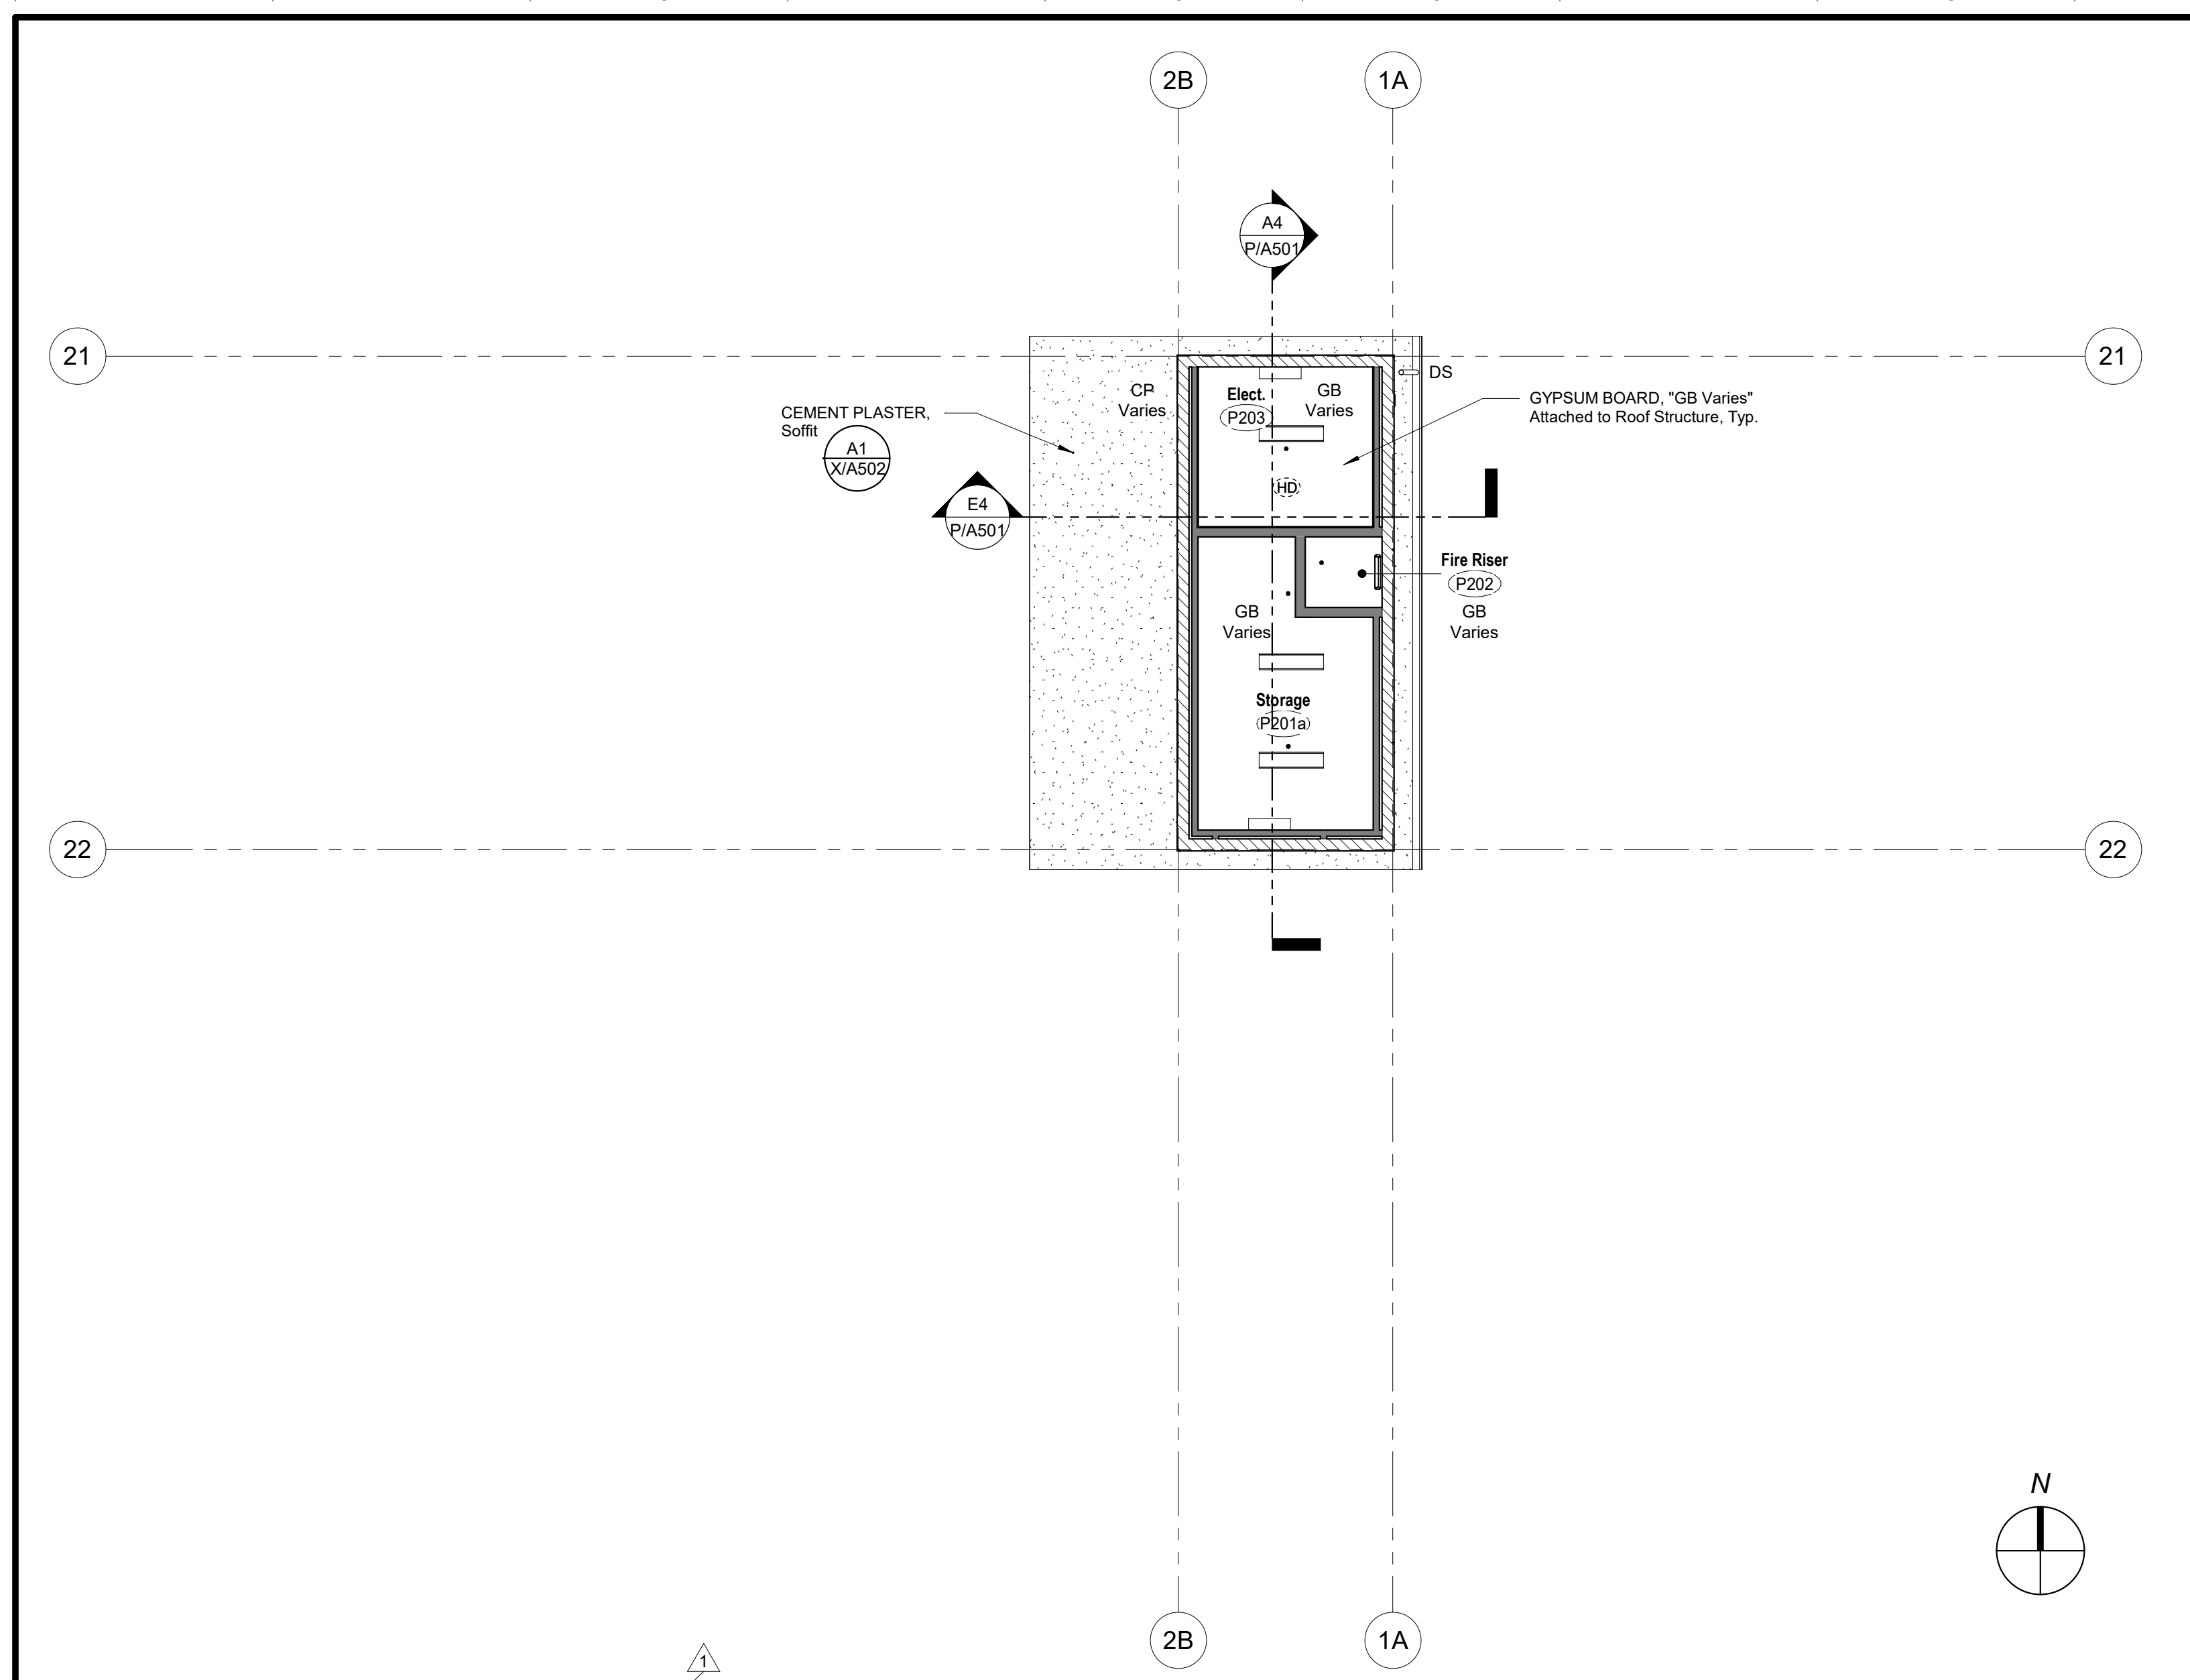 2B
1A
A4
P/A501
21
21
DS
CP
Varies
Elect.
P203
GB
Varies
CEMENT PLASTER,
Soffit
A1
X/A502
GYPSUM BOARD, "GB Varies"
Attached to Roof Structure, Typ.
HD
E4
P/A501
Fire Riser
P202
GB
Varies
GB
Varies
Storage
P201a
22
22
N
2B
1A
1